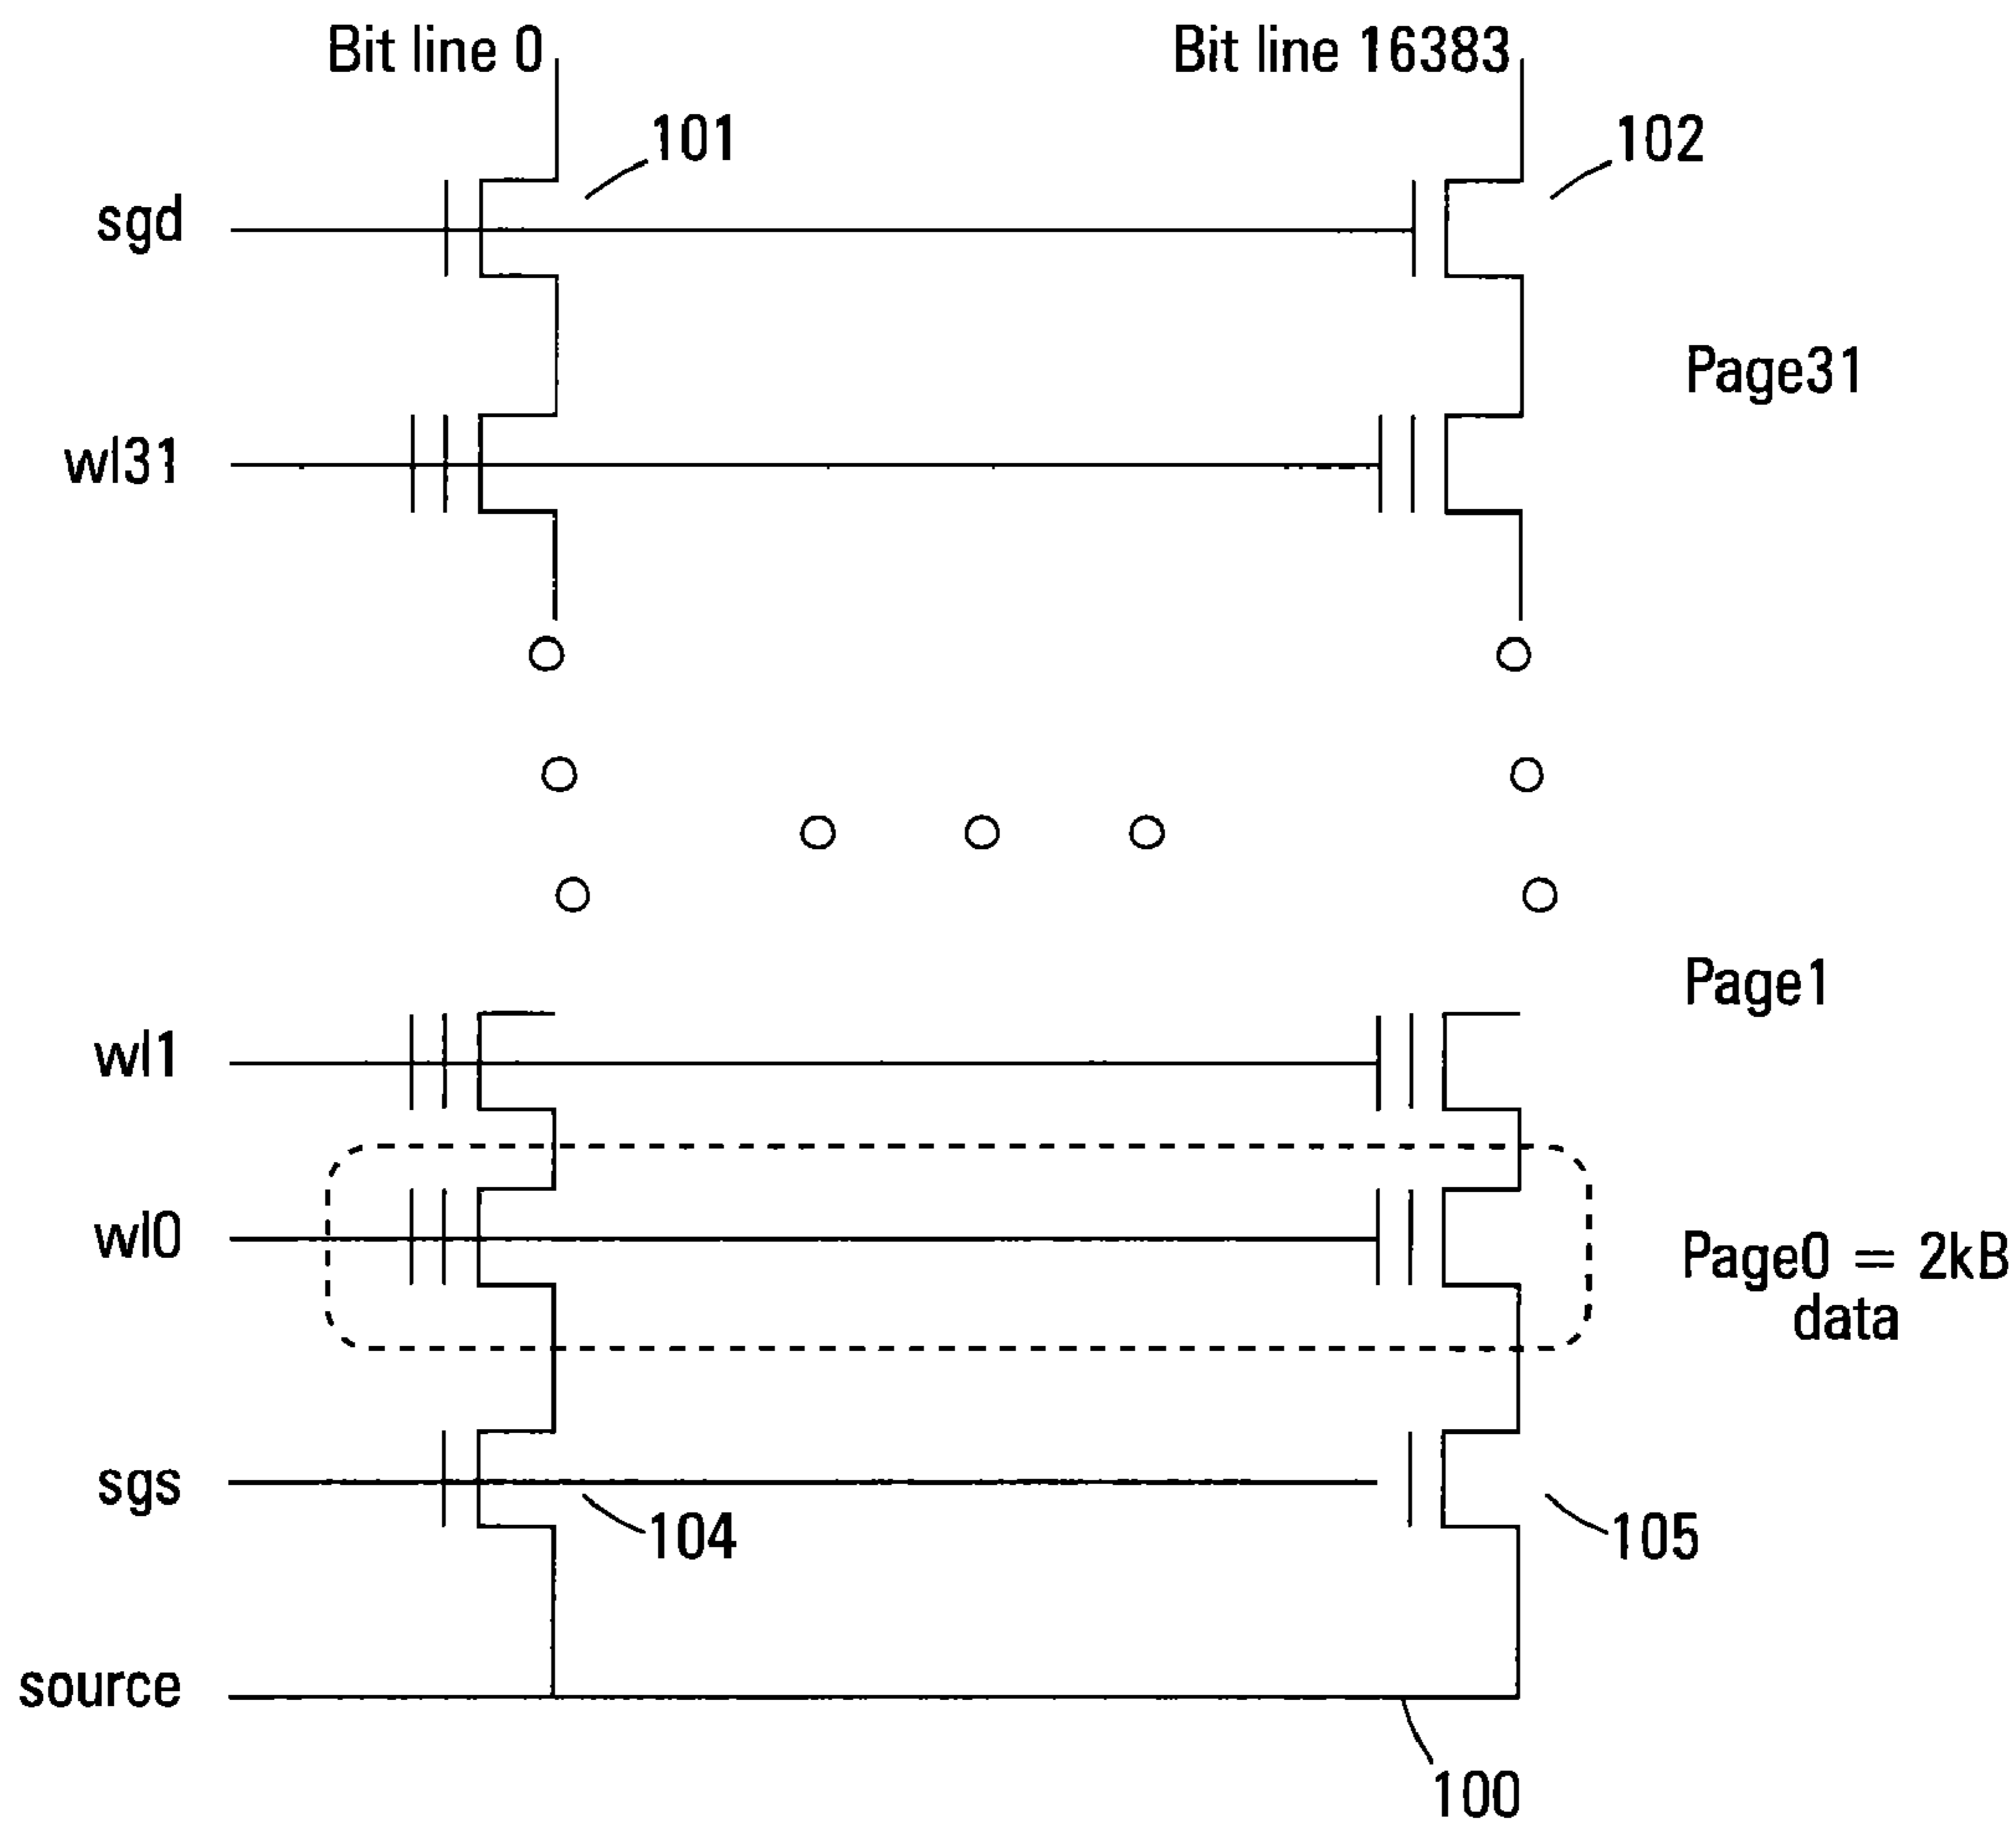 Bit line 0
Bit line 16383
101
102
sgd
Page31
wl31
Page1
wl1
wl0
Page0 = 2kB
data
sgs
104
105
source
100